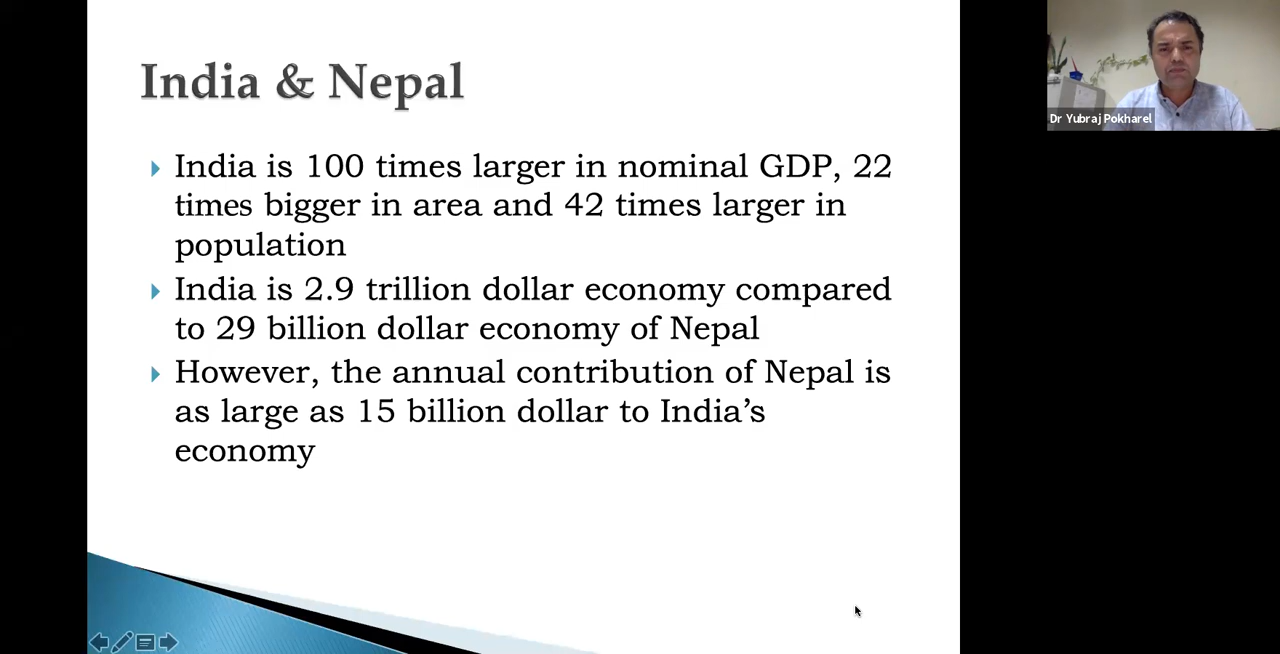 India & Nepal
India is 100 times larger in nominal GDP, 22
times bigger in area and 42 times larger in
population
India is 2.9 trillion dollar economy compared
to 29 billion dollar economy of Nepal
However, the annual contribution of Nepal is
as large as 15 billion dollar to India's
economy
Dr Yubraj Pokharel